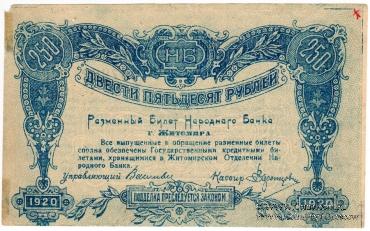 250 НБ 250
ДВЕСТИ ПЯТЬДЕСЯТ РУБЛЕЙ
Разменный Билет Народного Банка
г. Житомира
Все выпущенные в обращение разменные билеты
сполна обеспечены Государственными кредитными би-
летами, хранящимися в Житомирском Отделении На-
родного Банка.
Управляющий Кассир
1920 ПОДДЕЛКА ПРЕСЛЕДУЕТСЯ ЗАКОНОМ. 1920